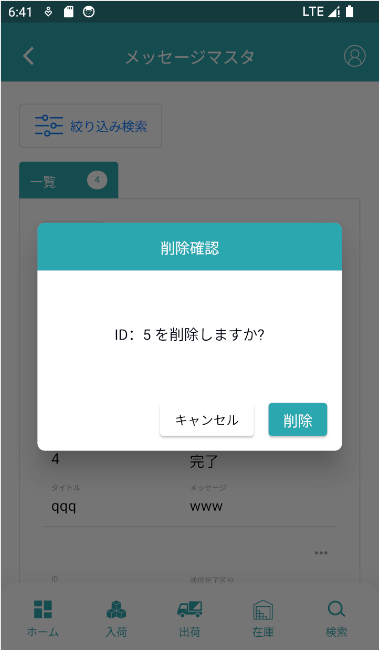 6:41
LTE
メッセージマスタ
絞り込み検索
一覧 4
削除確認
ID: 5 を削除しますか?
キャンセル 削除
4 完了
タイトル メッセージ
qqq www
ID
ホーム 入荷 出荷 在庫 検索